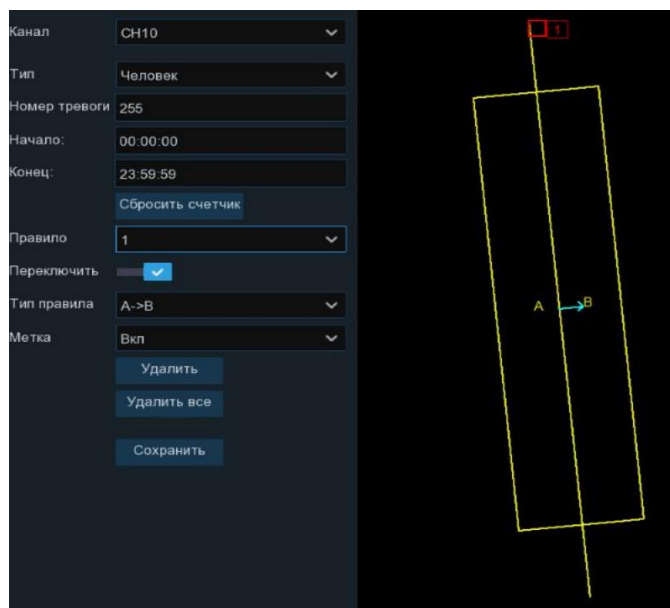 Канал CH10
Тип Человек
Номер тревоги 255
Начало: 00:00:00
Конец: 23:59:59
Сбросить счетчик
Правило 1
Переключить
Тип правила A->B
Метка Вкл
Удалить
Удалить все
Сохранить
1
A B